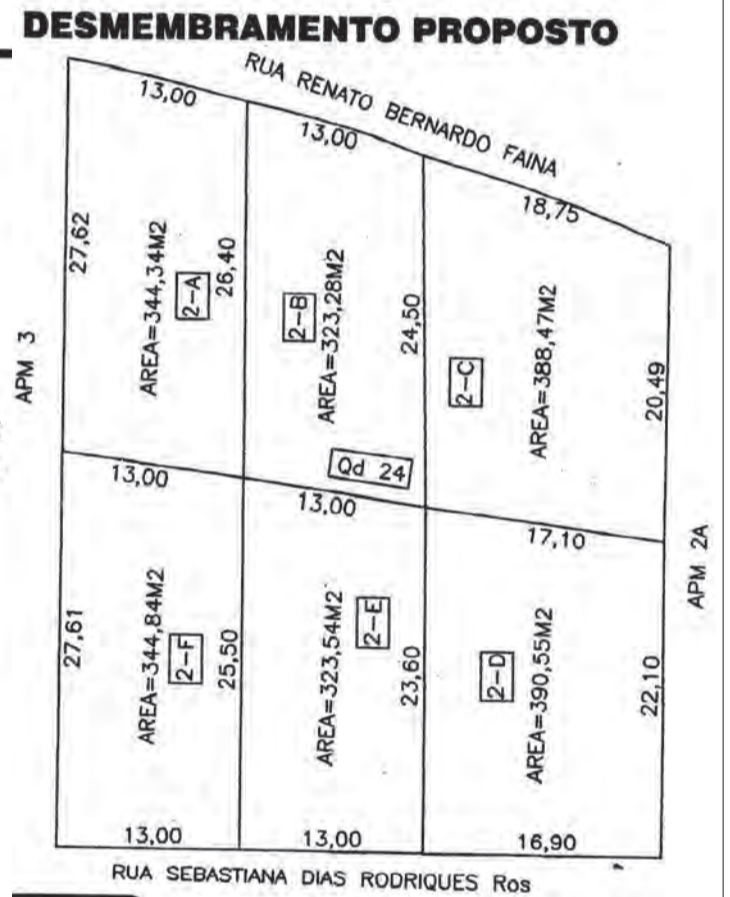 DESMEMBRAMENTO PROPOSTO
RUA RENATO BERNARDO FAINA
13,00
13,00
18,75
27,62
AREA=344,34M2
2-A
26,40
2-B
AREA=323,28M2
24,50
2-C
AREA=388,47M2
20,49
APM 3
Qd 24
13,00
13,00
17,10
APM 2A
27,61
AREA=344,84M2
2-F
25,50
AREA=323,54M2
2-E
23,60
2-D
AREA=390,55M2
22,10
13,00
13,00
16,90
RUA SEBASTIANA DIAS RODRIQUES Ros